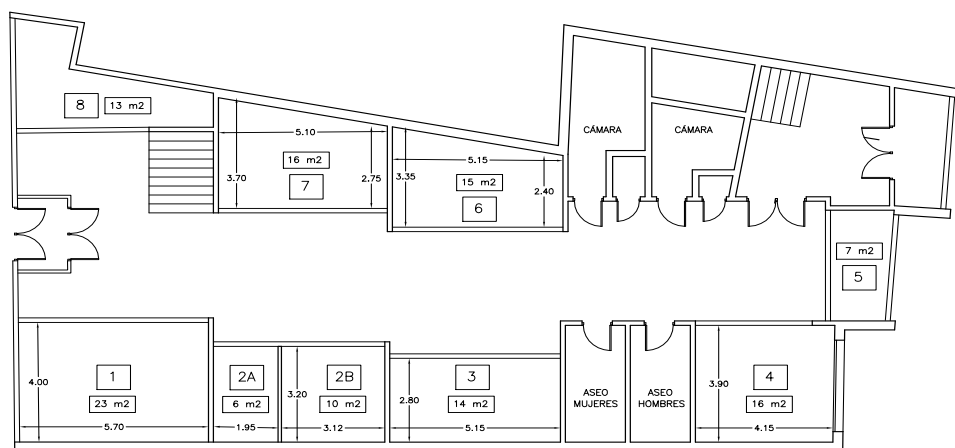 8
13 m2
5.10
16 m2
7
3.70
2.75
5.15
15 m2
6
3.35
2.40
CÁMARA
CÁMARA
7 m2
5
1
23 m2
4.00
5.70
2A
6 m2
1.95
2B
10 m2
3.20
3.12
3
14 m2
2.80
5.15
ASEO
MUJERES
ASEO
HOMBRES
4
16 m2
3.90
4.15